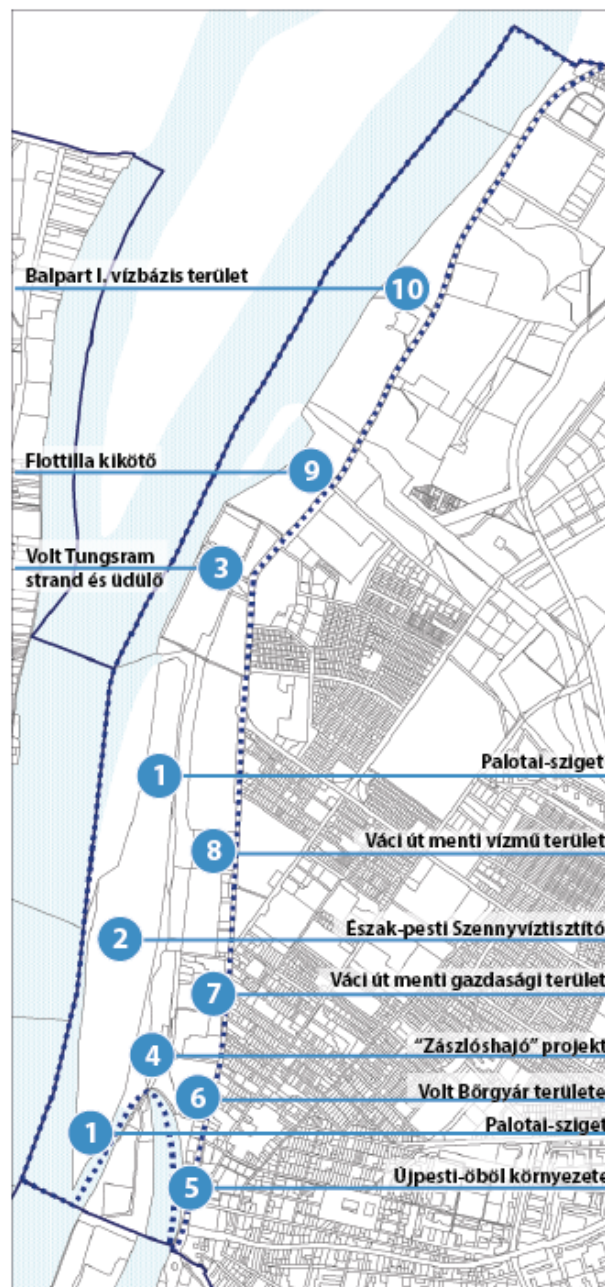 Balpart I. vízbázis terület
10
Flottilla kikötő
9
Volt Tungsram
strand és üdülő
3
1
Palotai-sziget
8
Váci út menti vízmű terület
2
Észak-pesti Szennyvíztisztító
7
Váci út menti gazdasági terület
4
"Zászlóshajó" projekt
6
Volt Bőrgyár területe
1
Palotai-sziget
5
Újpesti-öböl környezete